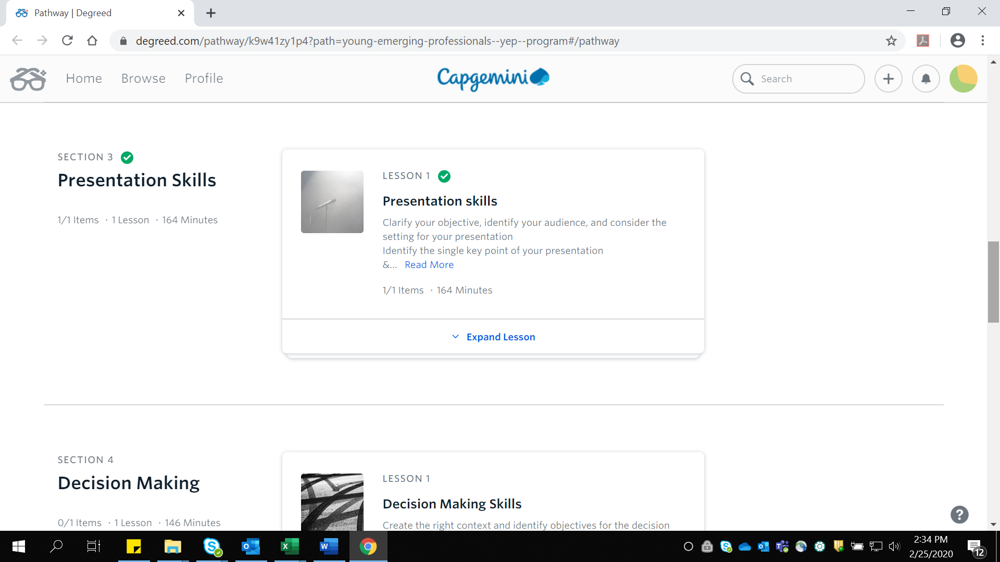 Pathway | Degreed
degreed.com/pathway/k9w41zy1p4?path=young-emerging-professionals--yep--program#/pathway
Home Browse Profile
Capgemini
Search
SECTION 3
Presentation Skills
1/1 Items · 1 Lesson · 164 Minutes
LESSON 1
Presentation skills
Clarify your objective, identify your audience, and consider the
setting for your presentation
Identify the single key point of your presentation
&... Read More
1/1 Items · 164 Minutes
Expand Lesson
SECTION 4
Decision Making
0/1 Items · 1 Lesson · 146 Minutes
LESSON 1
Decision Making Skills
Create the right context and identify objectives for the decision
?
2:34 PM
2/25/2020
12